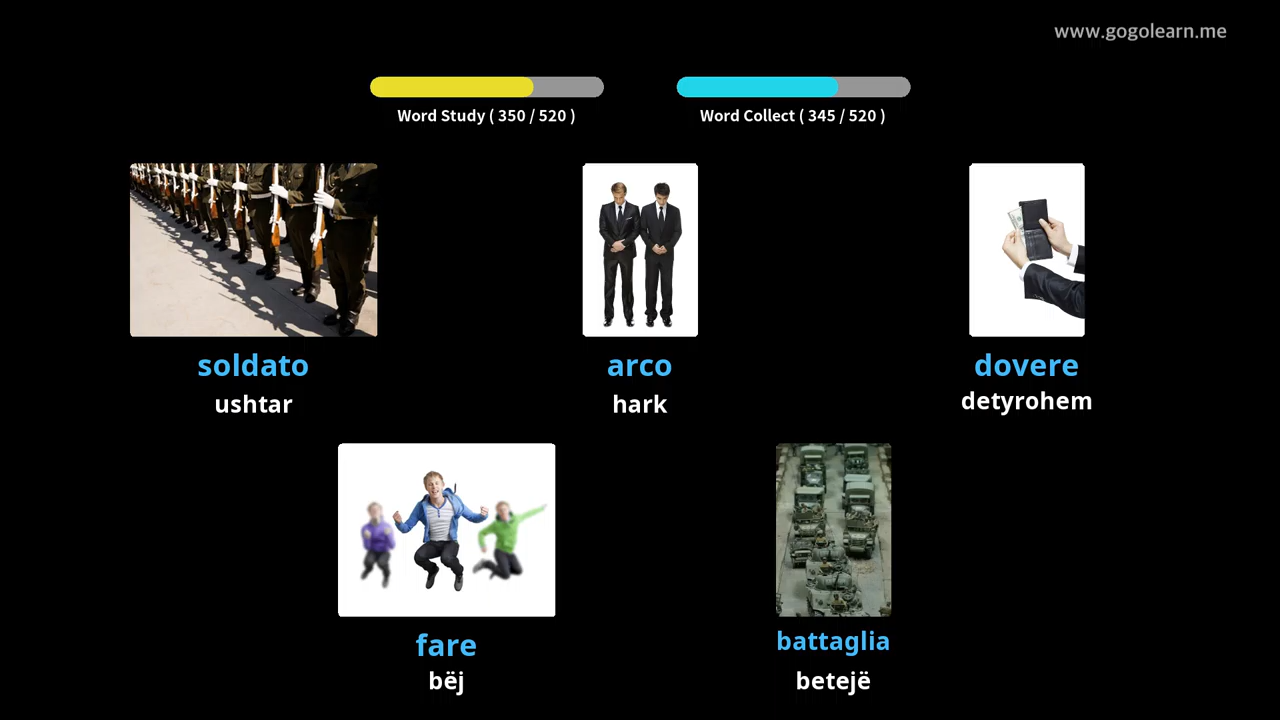 www.gogolearn.me
Word Study ( 350 / 520 )
Word Collect ( 345 / 520 )
soldato
ushtar
arco
hark
dovere
detyrohem
fare
bëj
battaglia
betejë